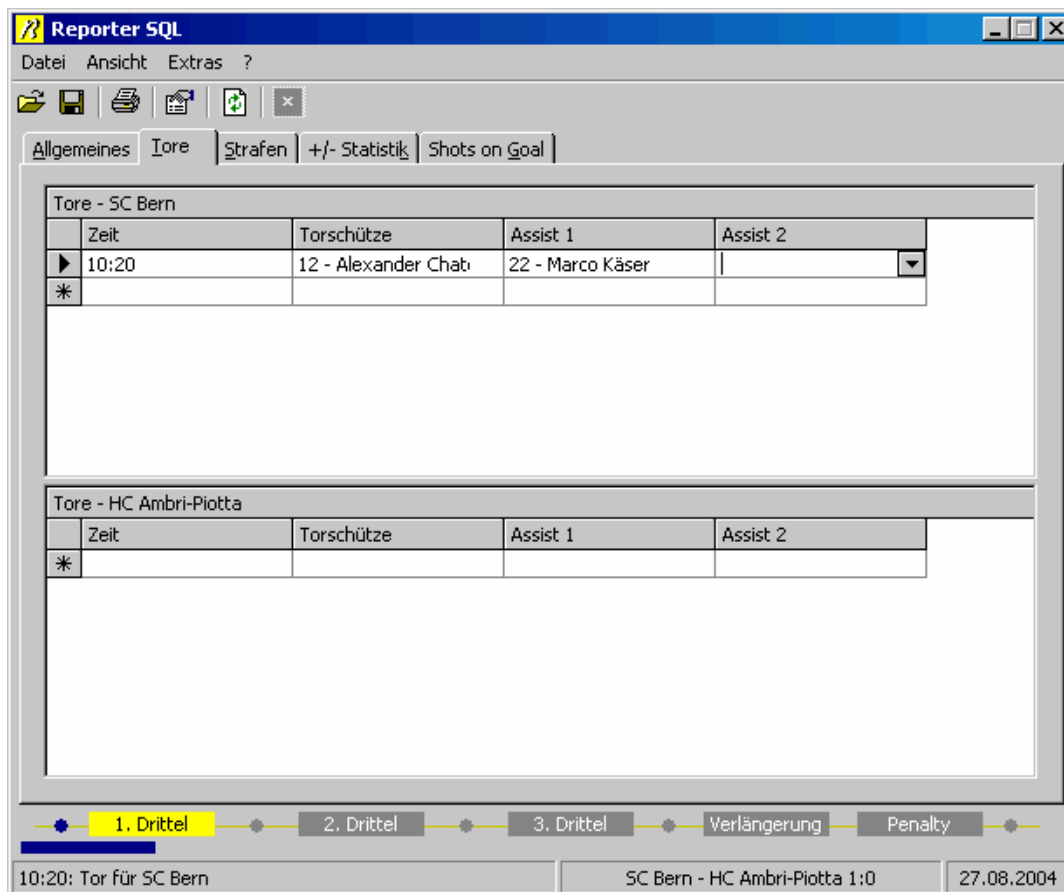 Reporter SQL
Datei Ansicht Extras ?
Allgemeines Tore Strafen +/- Statistik Shots on Goal
Tore - SC Bern
Zeit Torschütze Assist 1 Assist 2
10:20 12 - Alexander Chat 22 - Marco Käser
Tore - HC Ambri-Piotta
Zeit Torschütze Assist 1 Assist 2
1. Drittel 2. Drittel 3. Drittel Verlängerung Penalty
10:20: Tor für SC Bern SC Bern - HC Ambri-Piotta 1:0 27.08.2004